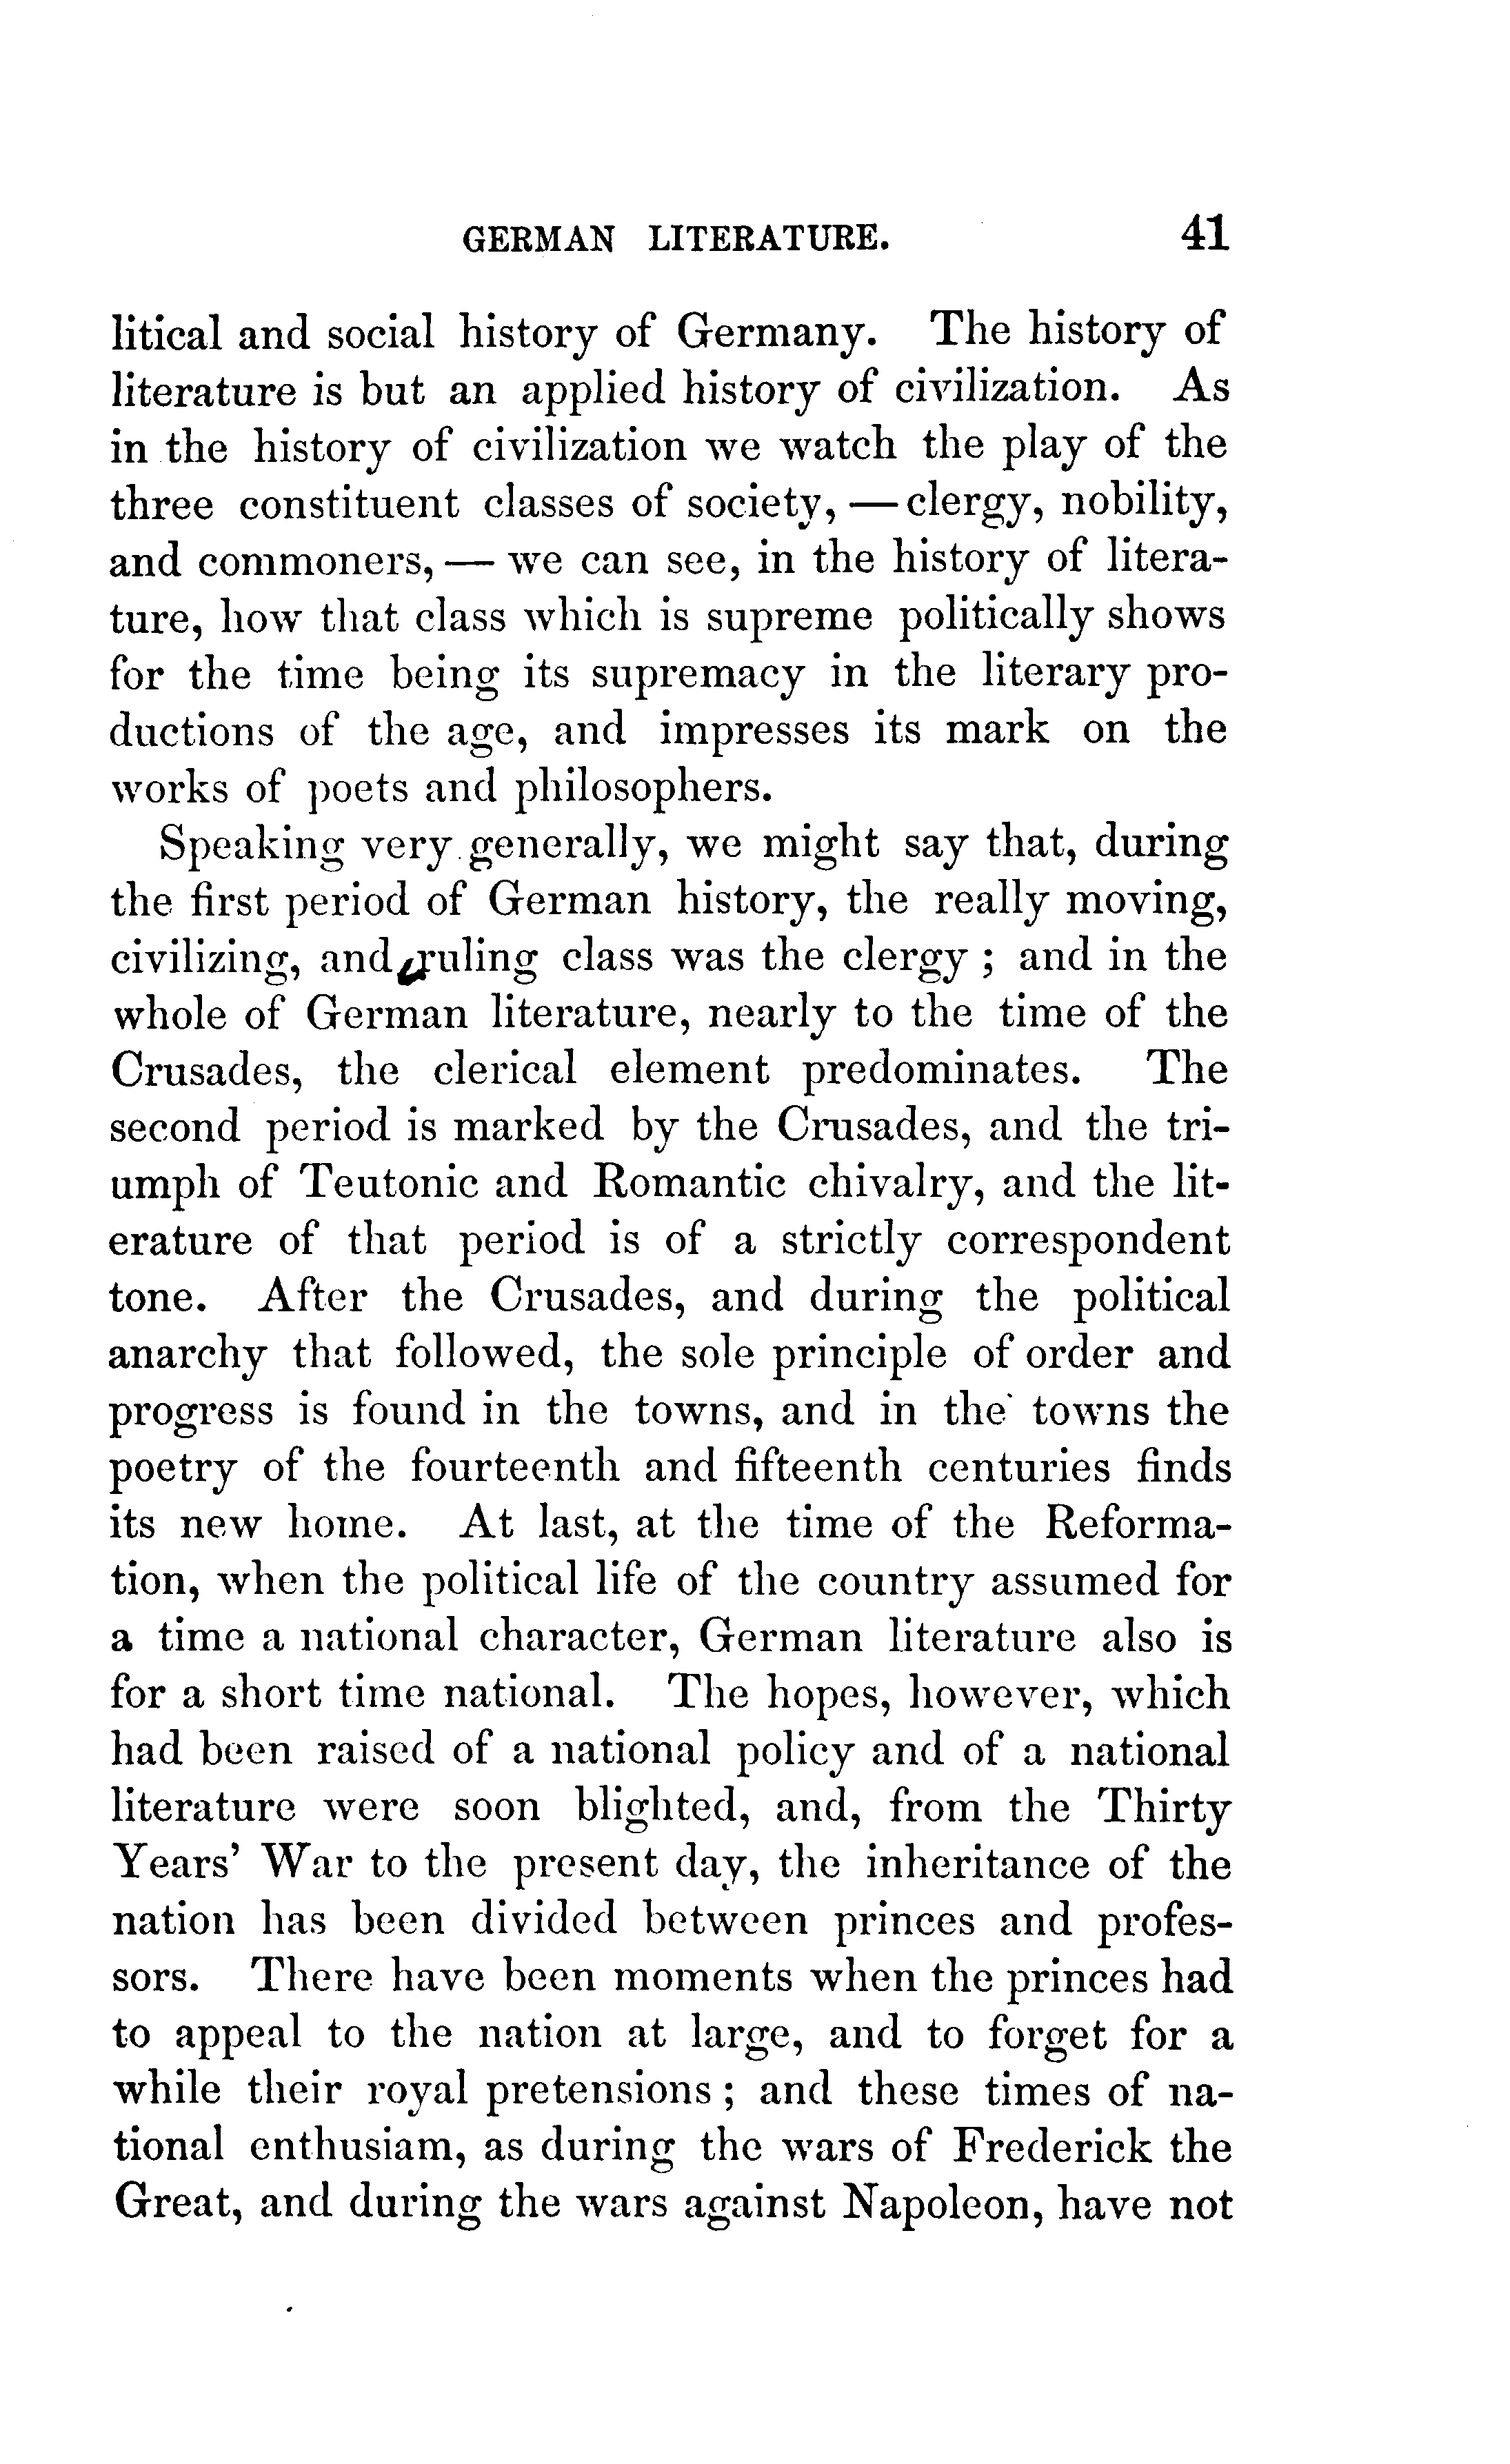 GERMAN LITERATURE. 41
litical and social history of Germany. The history of
literature is but an applied history of civilization. As
in the history of civilization we watch the play of the
three constituent classes of society, — clergy, nobility,
and commoners, — we can see, in the history of litera-
ture, how that class which is supreme politically shows
for the time being its supremacy in the literary pro-
ductions of the age, and impresses its mark on the
works of poets and philosophers.
Speaking very generally, we might say that, during
the first period of German history, the really moving,
civilizing, and ruling class was the clergy ; and in the
whole of German literature, nearly to the time of the
Crusades, the clerical element predominates. The
second period is marked by the Crusades, and the tri-
umph of Teutonic and Romantic chivalry, and the lit-
erature of that period is of a strictly correspondent
tone. After the Crusades, and during the political
anarchy that followed, the sole principle of order and
progress is found in the towns, and in the towns the
poetry of the fourteenth and fifteenth centuries finds
its new home. At last, at the time of the Reforma-
tion, when the political life of the country assumed for
a time a national character, German literature also is
for a short time national. The hopes, however, which
had been raised of a national policy and of a national
literature were soon blighted, and, from the Thirty
Years' War to the present day, the inheritance of the
nation has been divided between princes and profes-
sors. There have been moments when the princes had
to appeal to the nation at large, and to forget for a
while their royal pretensions ; and these times of na-
tional enthusiam, as during the wars of Frederick the
Great, and during the wars against Napoleon, have not